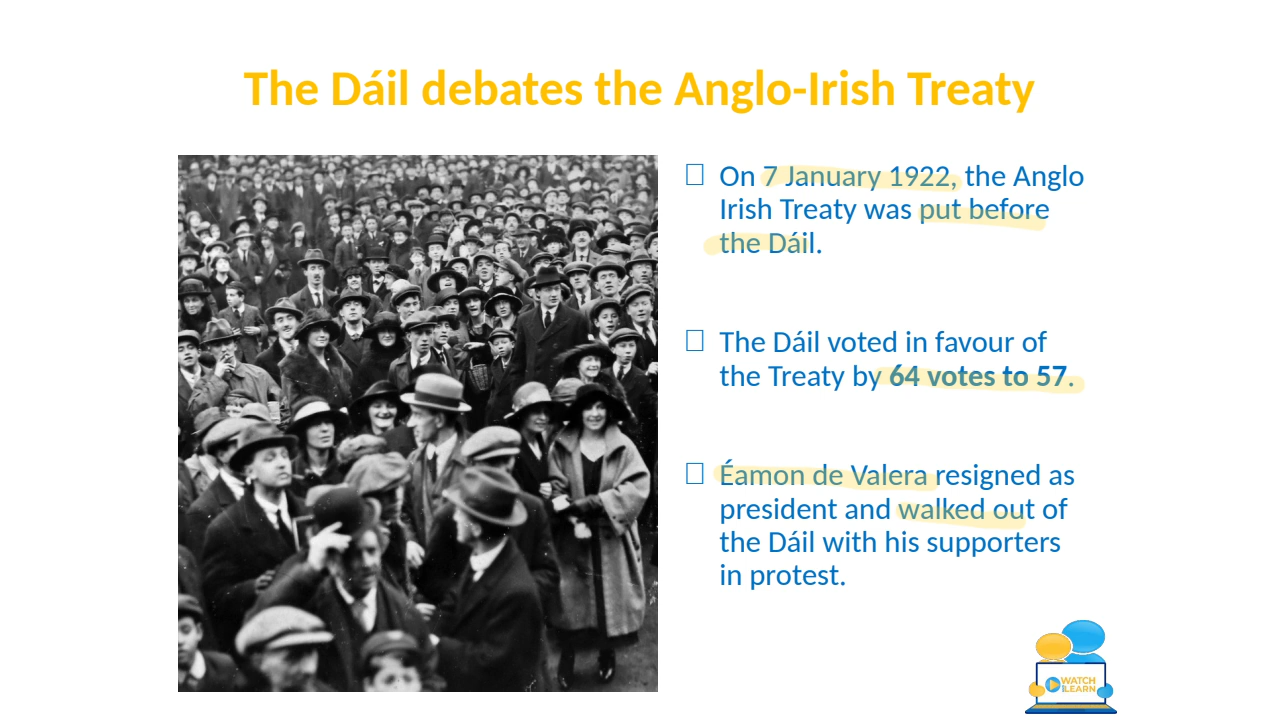 The Dáil debates the Anglo-Irish Treaty
On 7 January 1922, the Anglo
Irish Treaty was put before
the Dáil.
The Dáil voted in favour of
the Treaty by 64 votes to 57.
Éamon de Valera resigned as
president and walked out of
the Dáil with his supporters
in protest.
WATCH
LEARN